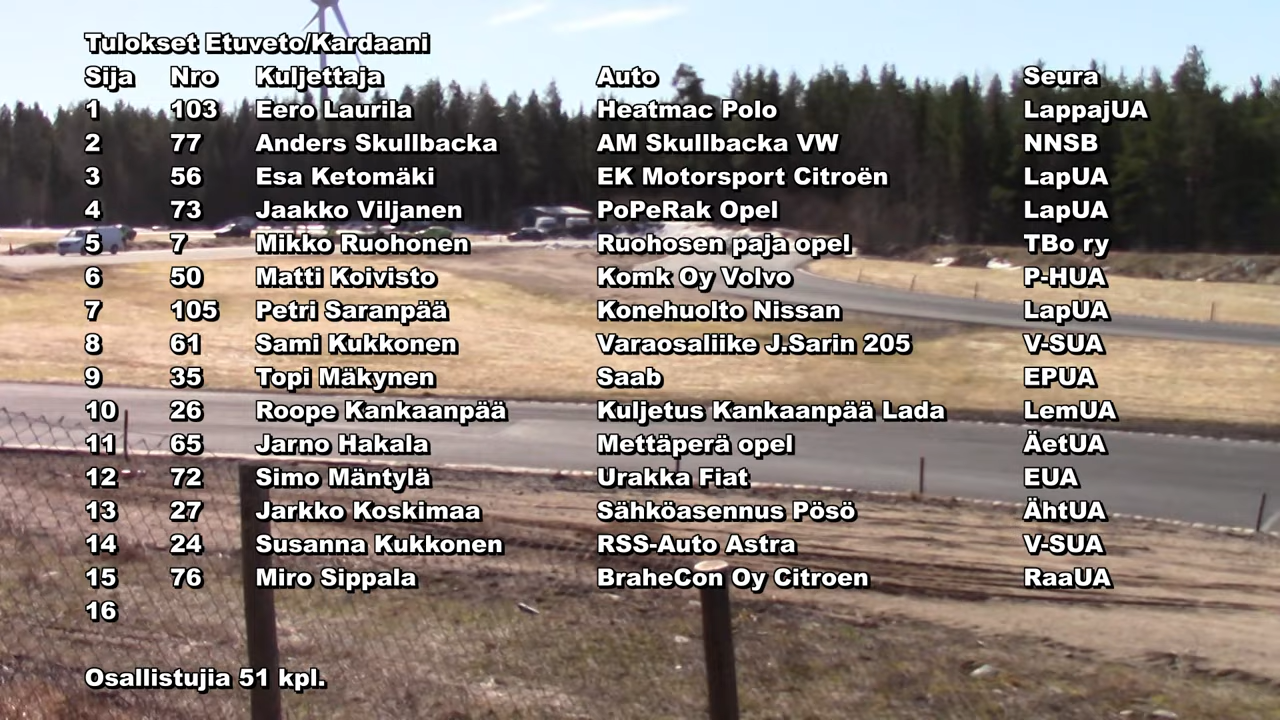 Tulokset Etuveto/Kardaani
Sija Nro Kuljettaja Auto Seura
1 103 Eero Laurila Heatmac Polo LappajUA
2 77 Anders Skullbacka AM Skullbacka VW NNSB
3 56 Esa Ketomäki EK Motorsport Citroën LapUA
4 73 Jaakko Viljanen PoPeRak Opel LapUA
5 7 Mikko Ruohonen Ruohosen paja opel TBo ry
6 50 Matti Koivisto Komk Oy Volvo P-HUA
7 105 Petri Saranpää Konehuolto Nissan LapUA
8 61 Sami Kukkonen Varaosaliike J.Sarin 205 V-SUA
9 35 Topi Mäkynen Saab EPUA
10 26 Roope Kankaanpää Kuljetus Kankaanpää Lada LemUA
11 65 Jarno Hakala Mettäperä opel ÄetUA
12 72 Simo Mäntylä Urakka Fiat EUA
13 27 Jarkko Koskimaa Sähköasennus Pösö ÄhtUA
14 24 Susanna Kukkonen RSS-Auto Astra V-SUA
15 76 Miro Sippala BraheCon Oy Citroen RaaUA
16
Osallistujia 51 kpl.